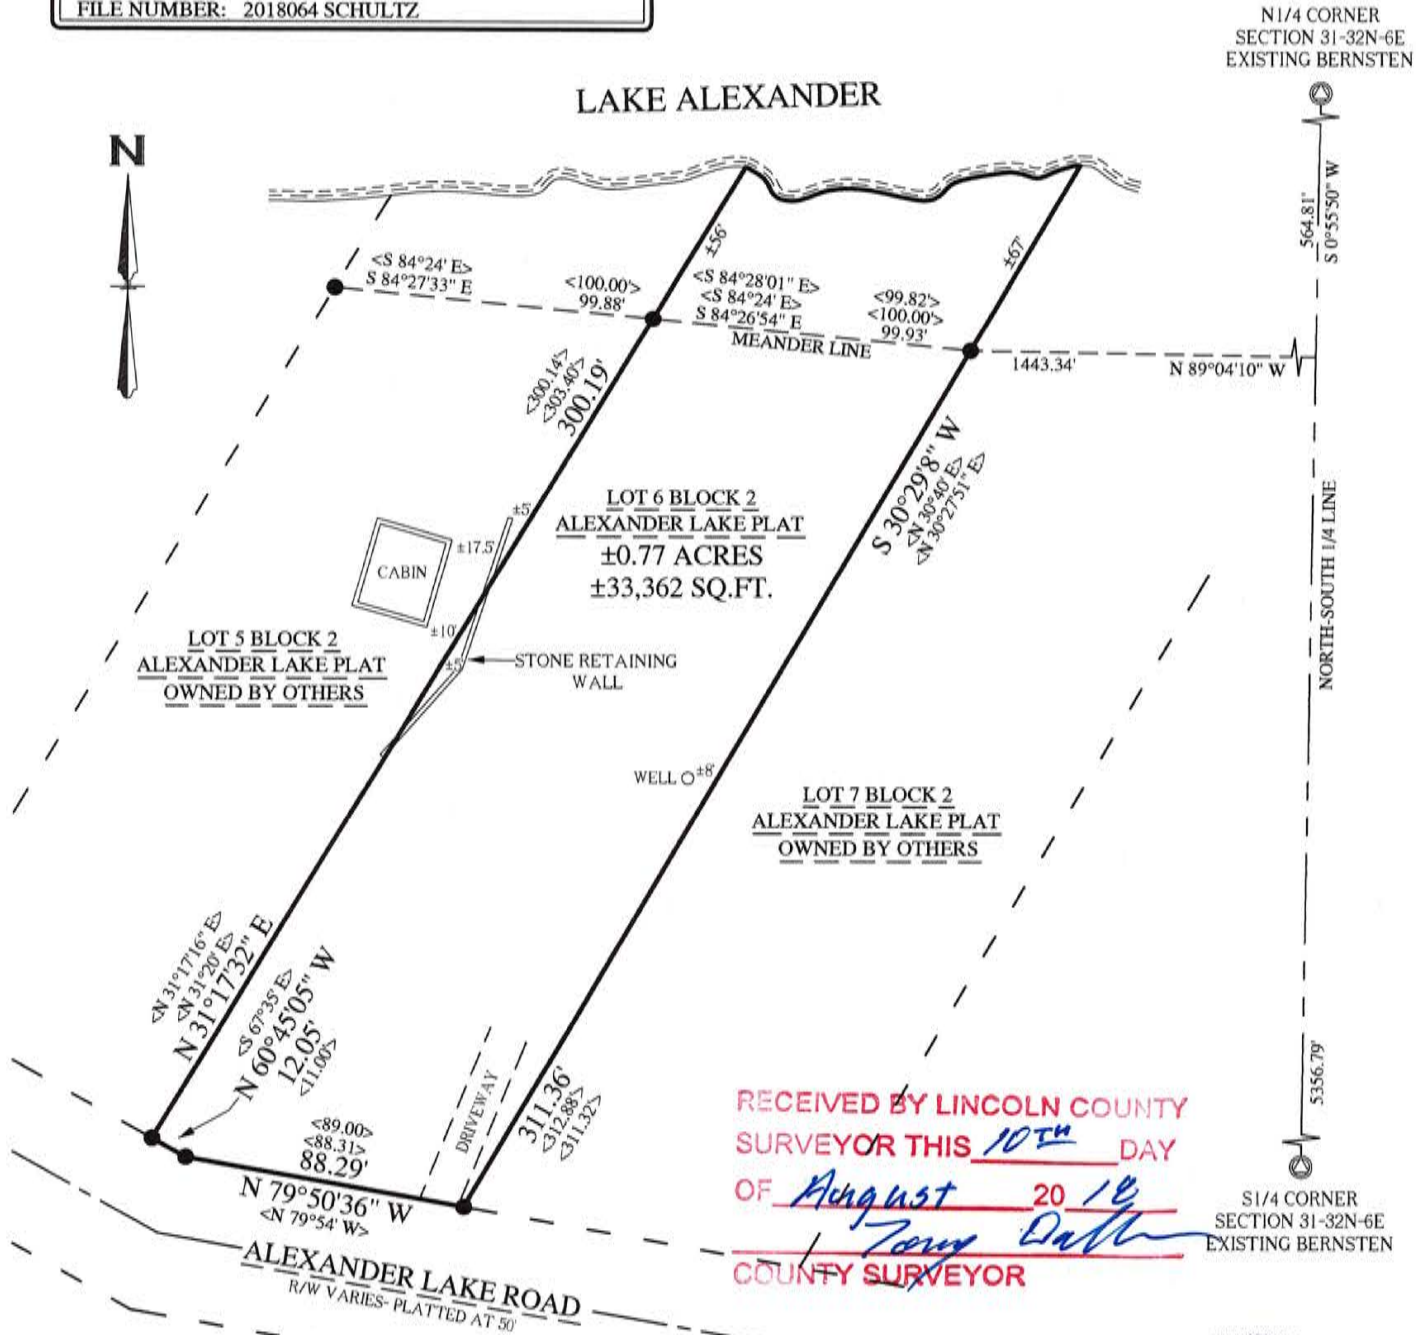 FILE NUMBER: 2018064 SCHULTZ
N1/4 CORNER
SECTION 31-32N-6E
EXISTING BERNSTEN
LAKE ALEXANDER
N
564.81'
S 0°55'50" W
±56'
±67'
<S 84°24' E>
S 84°27'33" E
<100.00'>
99.88'
<S 84°28'01" E>
<S 84°24' E>
S 84°26'54" E
<99.82'>
<100.00'>
99.93'
MEANDER LINE
1443.34'
N 89°04'10" W
<300.14'>
<303.40'>
300.19'
S 30°29'8" W
<N 30°40' E>
<N 30°27'51" E>
NORTH-SOUTH 1/4 LINE
LOT 6 BLOCK 2
ALEXANDER LAKE PLAT
±0.77 ACRES
±33,362 SQ.FT.
±5'
±17.5'
CABIN
±10'
±5'
STONE RETAINING
WALL
LOT 5 BLOCK 2
ALEXANDER LAKE PLAT
OWNED BY OTHERS
WELL
±8'
LOT 7 BLOCK 2
ALEXANDER LAKE PLAT
OWNED BY OTHERS
<N 31°17'16" E>
<N 31°20' E>
N 31°17'32" E
<S 67°35' E>
N 60°45'05" W
12.05'
<11.00'>
DRIVEWAY
311.36'
<312.88'>
<311.32'>
5356.79'
<89.00'>
<88.31>
88.29'
N 79°50'36" W
<N 79°54' W>
ALEXANDER LAKE ROAD
R/W VARIES- PLATTED AT 50'
RECEIVED BY LINCOLN COUNTY
SURVEYOR THIS 10TH DAY
OF August 20 18
COUNTY SURVEYOR
S1/4 CORNER
SECTION 31-32N-6E
EXISTING BERNSTEN